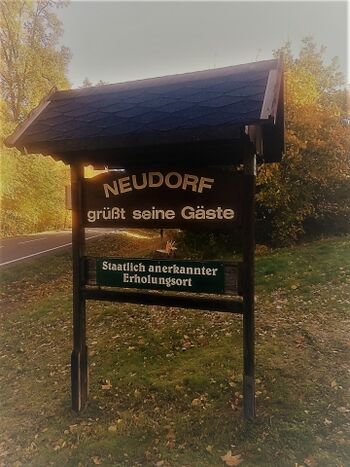 NEUDORF
grüßt seine Gäste
Staatlich anerkannter
Erholungsort